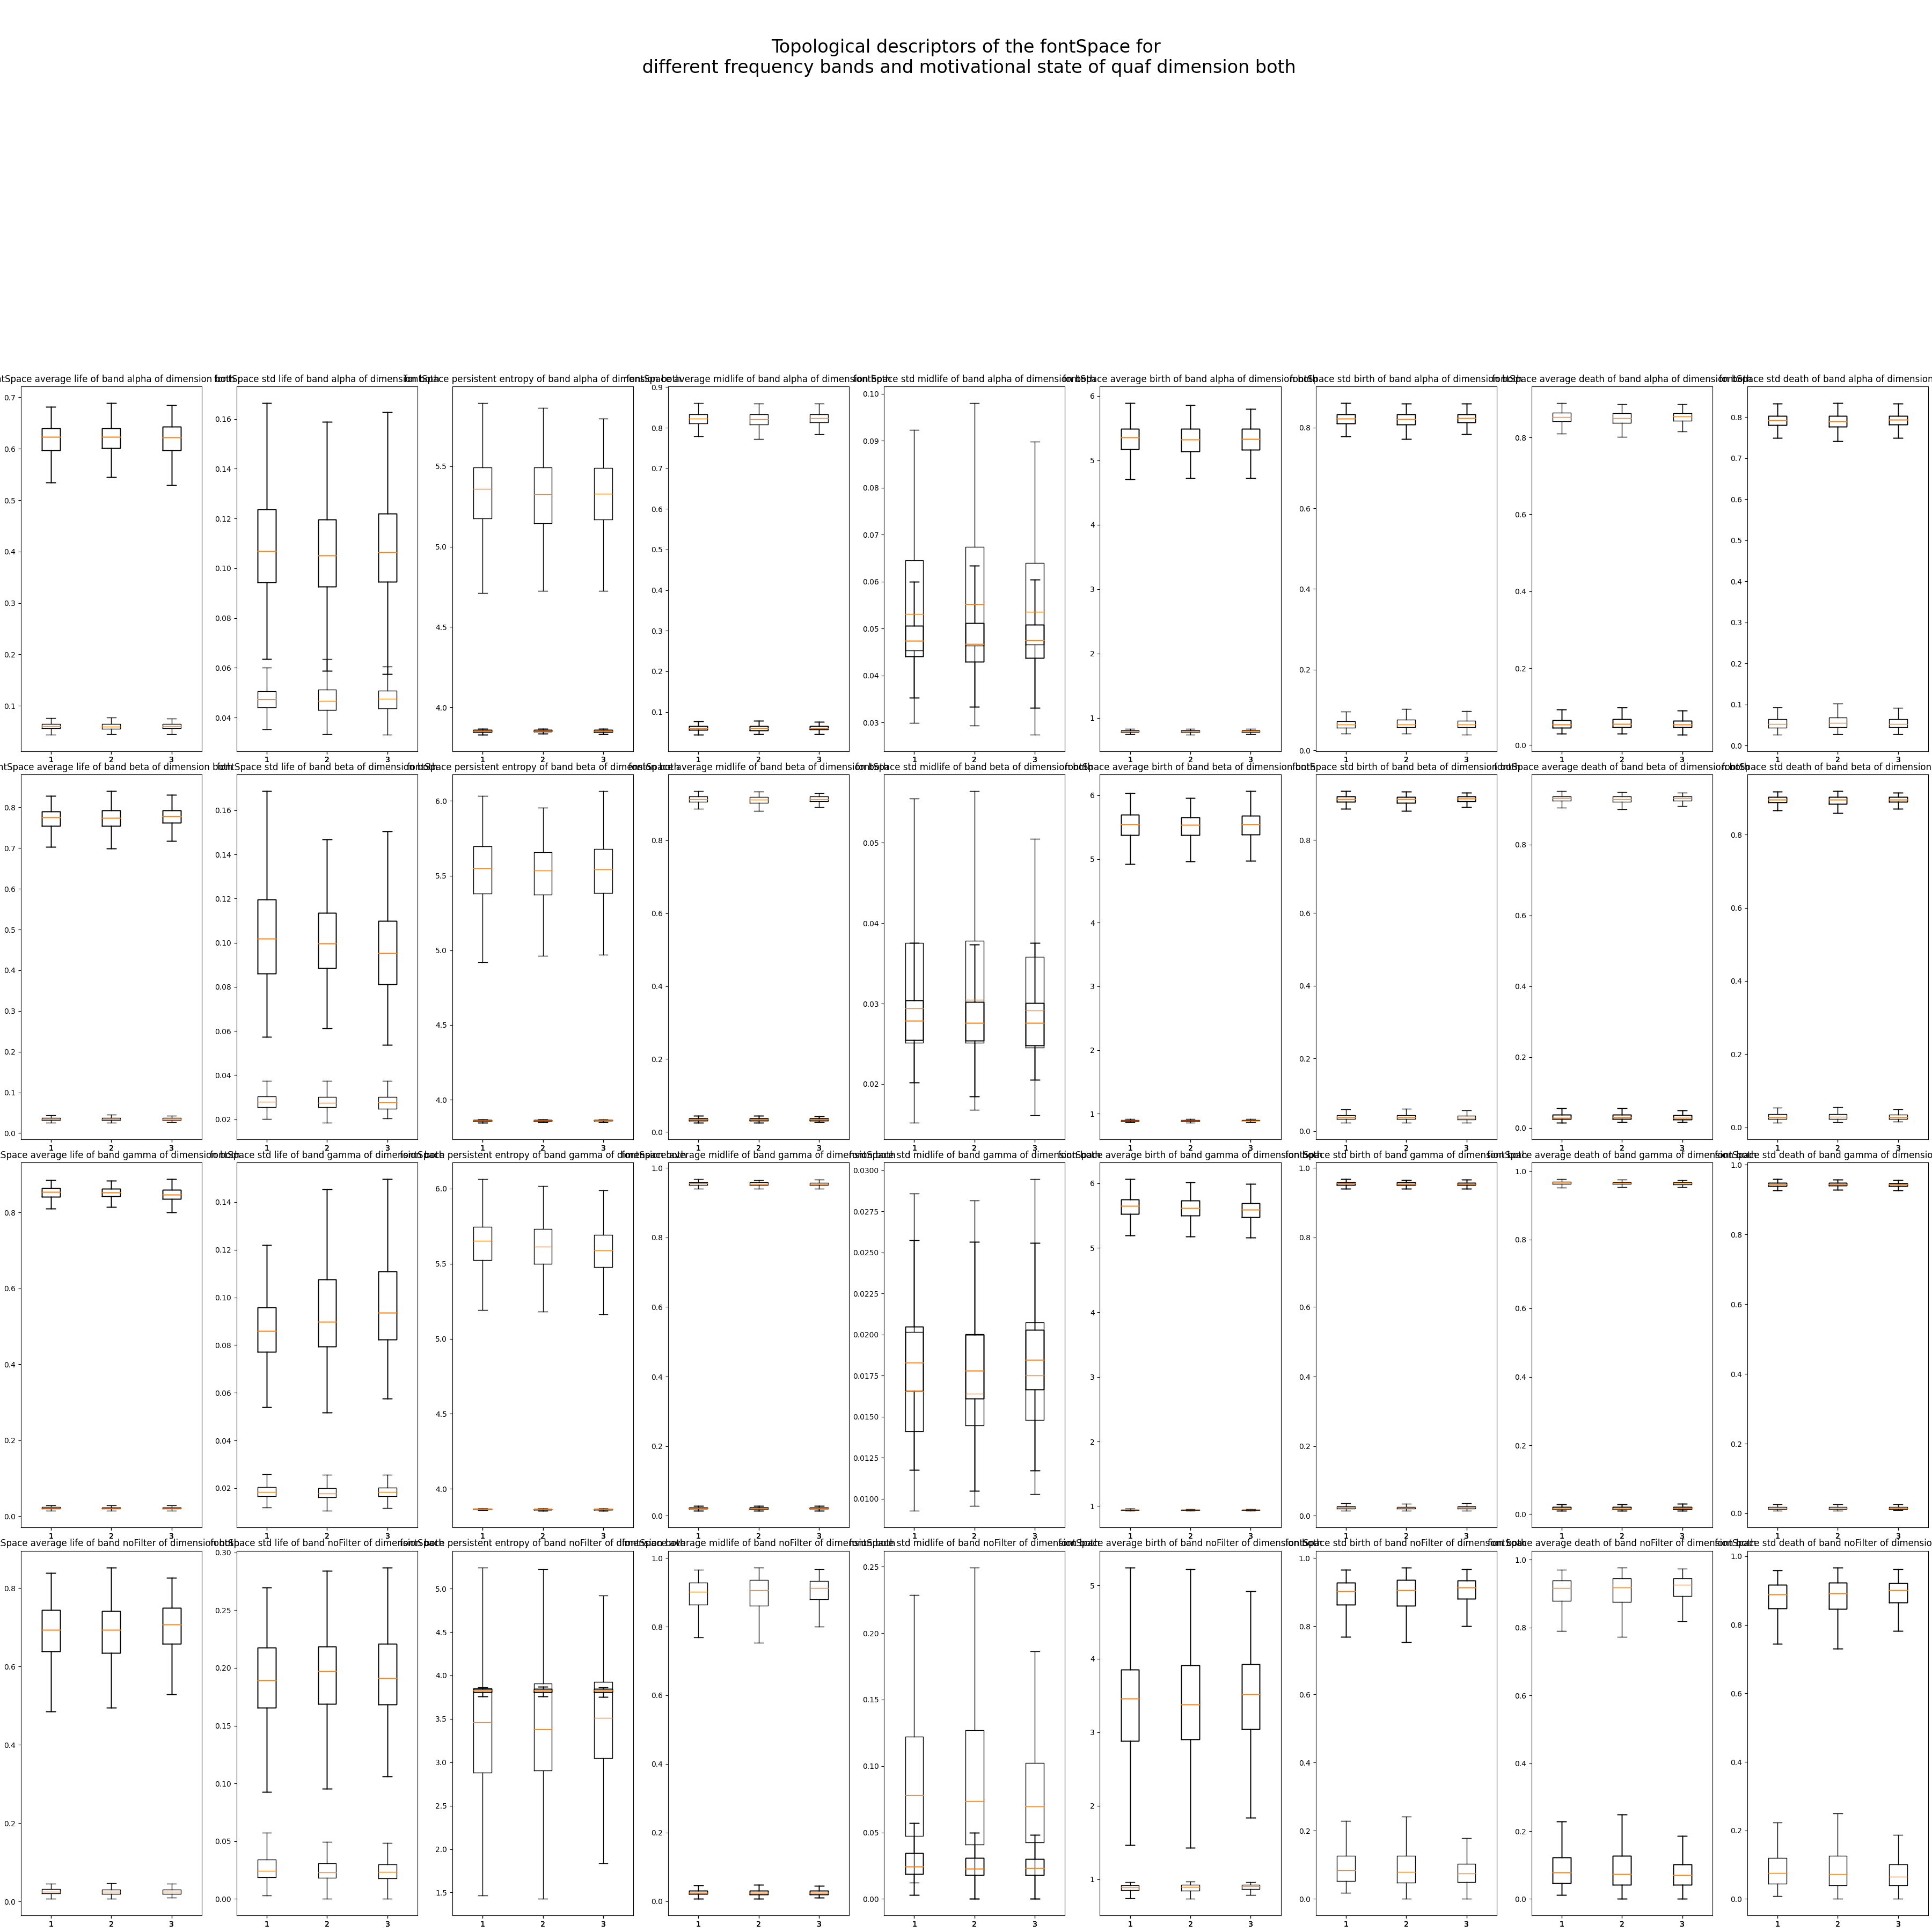 Topological descriptors of the fontSpace for
different frequency bands and motivational state of quaf dimension both
ntSpace average life of band alpha of dimension both
fontSpace std life of band alpha of dimension both
fontSpace persistent entropy of band alpha of dimension both
fontSpace average midlife of band alpha of dimension both
fontSpace std midlife of band alpha of dimension both
fontSpace average birth of band alpha of dimension both
fontSpace std birth of band alpha of dimension both
fontSpace average death of band alpha of dimension both
fontSpace std death of band alpha of dimension
0.7 0.6 0.5 0.4 0.3 0.2 0.1
1 2 3
0.16 0.14 0.12 0.10 0.08 0.06 0.04
1 2 3
5.5 5.0 4.5 4.0
1 2 3
0.9 0.8 0.7 0.6 0.5 0.4 0.3 0.2 0.1
1 2 3
0.10 0.09 0.08 0.07 0.06 0.05 0.04 0.03
1 2 3
6 5 4 3 2 1
1 2 3
0.8 0.6 0.4 0.2 0.0
1 2 3
0.8 0.6 0.4 0.2 0.0
1 2 3
0.8 0.7 0.6 0.5 0.4 0.3 0.2 0.1 0.0
1 2 3
ntSpace average life of band beta of dimension both
fontSpace std life of band beta of dimension both
fontSpace persistent entropy of band beta of dimension both
fontSpace average midlife of band beta of dimension both
fontSpace std midlife of band beta of dimension both
fontSpace average birth of band beta of dimension both
fontSpace std birth of band beta of dimension both
fontSpace average death of band beta of dimension both
fontSpace std death of band beta of dimension
0.8 0.7 0.6 0.5 0.4 0.3 0.2 0.1 0.0
1 2 3
0.16 0.14 0.12 0.10 0.08 0.06 0.04 0.02
1 2 3
6.0 5.5 5.0 4.5 4.0
1 2 3
0.8 0.6 0.4 0.2 0.0
1 2 3
0.05 0.04 0.03 0.02
1 2 3
6 5 4 3 2 1
1 2 3
0.8 0.6 0.4 0.2 0.0
1 2 3
0.8 0.6 0.4 0.2 0.0
1 2 3
0.8 0.6 0.4 0.2 0.0
1 2 3
Space average life of band gamma of dimension both
fontSpace std life of band gamma of dimension both
fontSpace persistent entropy of band gamma of dimension both
fontSpace average midlife of band gamma of dimension both
fontSpace std midlife of band gamma of dimension both
fontSpace average birth of band gamma of dimension both
fontSpace std birth of band gamma of dimension both
fontSpace average death of band gamma of dimension both
fontSpace std death of band gamma of dimension
0.8 0.6 0.4 0.2 0.0
1 2 3
0.14 0.12 0.10 0.08 0.06 0.04 0.02
1 2 3
6.0 5.5 5.0 4.5 4.0
1 2 3
1.0 0.8 0.6 0.4 0.2 0.0
1 2 3
0.0300 0.0275 0.0250 0.0225 0.0200 0.0175 0.0150 0.0125 0.0100
1 2 3
6 5 4 3 2 1
1 2 3
1.0 0.8 0.6 0.4 0.2 0.0
1 2 3
1.0 0.8 0.6 0.4 0.2 0.0
1 2 3
1.0 0.8 0.6 0.4 0.2 0.0
1 2 3
Space average life of band noFilter of dimension both
fontSpace std life of band noFilter of dimension both
fontSpace persistent entropy of band noFilter of dimension both
fontSpace average midlife of band noFilter of dimension both
fontSpace std midlife of band noFilter of dimension both
fontSpace average birth of band noFilter of dimension both
fontSpace std birth of band noFilter of dimension both
fontSpace average death of band noFilter of dimension both
fontSpace std death of band noFilter of dimension
0.8 0.6 0.4 0.2 0.0
1 2 3
0.30 0.25 0.20 0.15 0.10 0.05 0.00
1 2 3
5.0 4.5 4.0 3.5 3.0 2.5 2.0 1.5
1 2 3
1.0 0.8 0.6 0.4 0.2 0.0
1 2 3
0.25 0.20 0.15 0.10 0.05 0.00
1 2 3
5 4 3 2 1
1 2 3
1.0 0.8 0.6 0.4 0.2 0.0
1 2 3
1.0 0.8 0.6 0.4 0.2 0.0
1 2 3
1.0 0.8 0.6 0.4 0.2 0.0
1 2 3